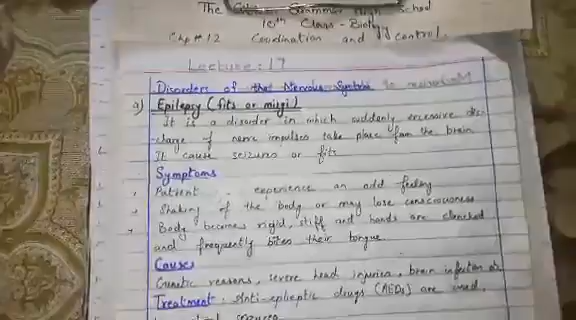 The Grammar High School
10th Class - Biology
Chp # 12 Coordination and control.
Lecture: 17
Disorders of the Nervous System
a) Epilepsy (fits or mirgi)
It is a disorder in which suddenly excessive dis-
-charge of nerve impulses take place from the brain
It cause seizures or fits
Symptoms
Patient experience an odd feeling
Shaking of the body or may lose consciousness
Body becomes rigid, stiff and hands are clenched
and frequently bites their tongue
Causes
Genetic reasons, severe head injuries, brain infection or
Treatment: Anti-epileptic drugs (AEDs) are used.
seizures